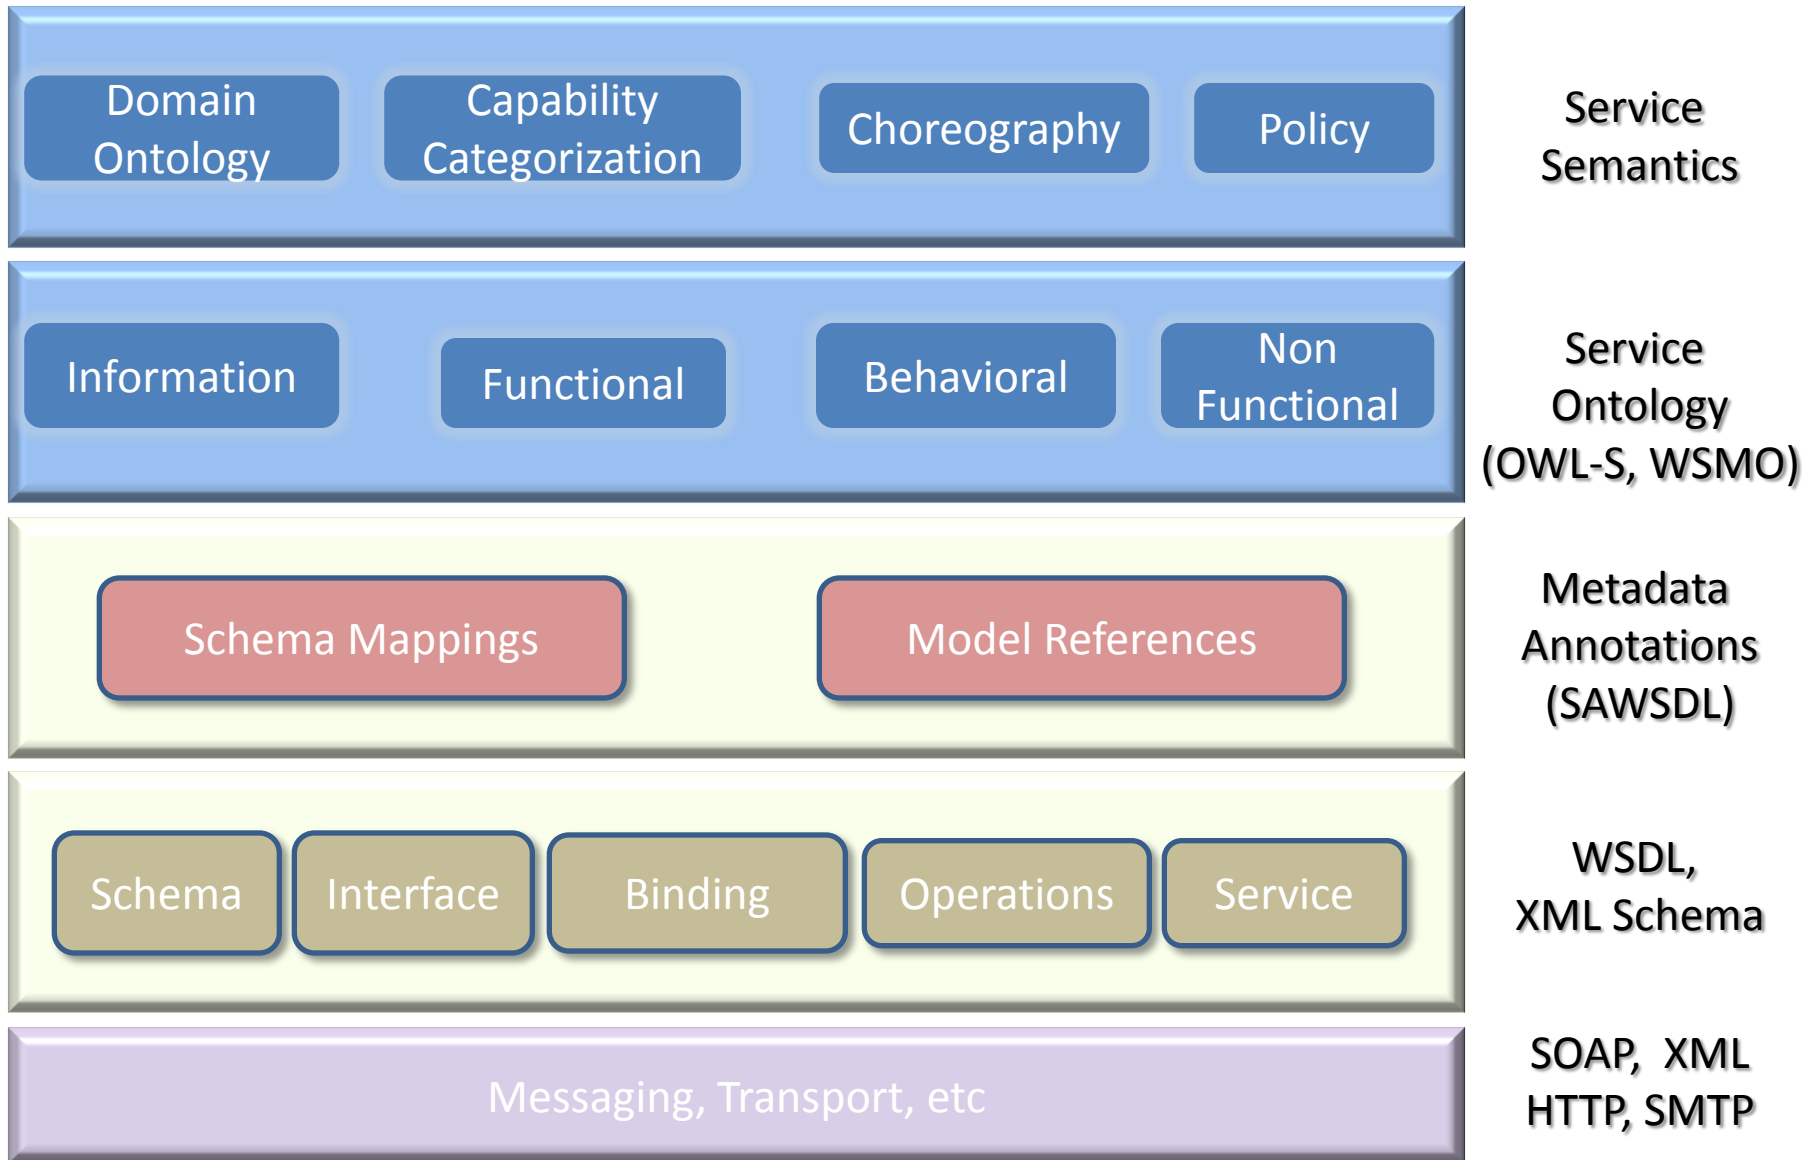 Domain
Ontology
Capability
Categorization
Choreography
Policy
Service
Semantics
Information
Functional
Behavioral
Non
Functional
Service
Ontology
(OWL-S, WSMO)
Schema Mappings
Model References
Metadata
Annotations
(SAWSDL)
Schema
Interface
Binding
Operations
Service
WSDL,
XML Schema
Messaging, Transport, etc
SOAP, XML
HTTP, SMTP